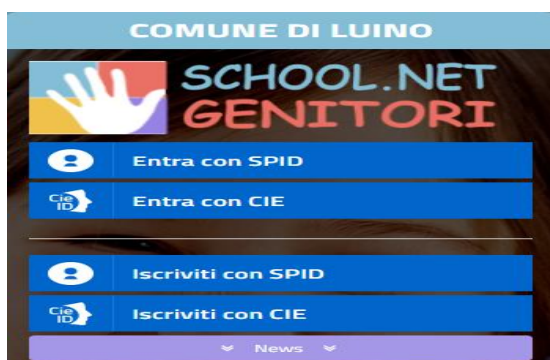 COMUNE DI LUINO
SCHOOL.NET
GENITORI
Entra con SPID
Cie
ID
Entra con CIE
Iscriviti con SPID
Cie
ID
Iscriviti con CIE
News